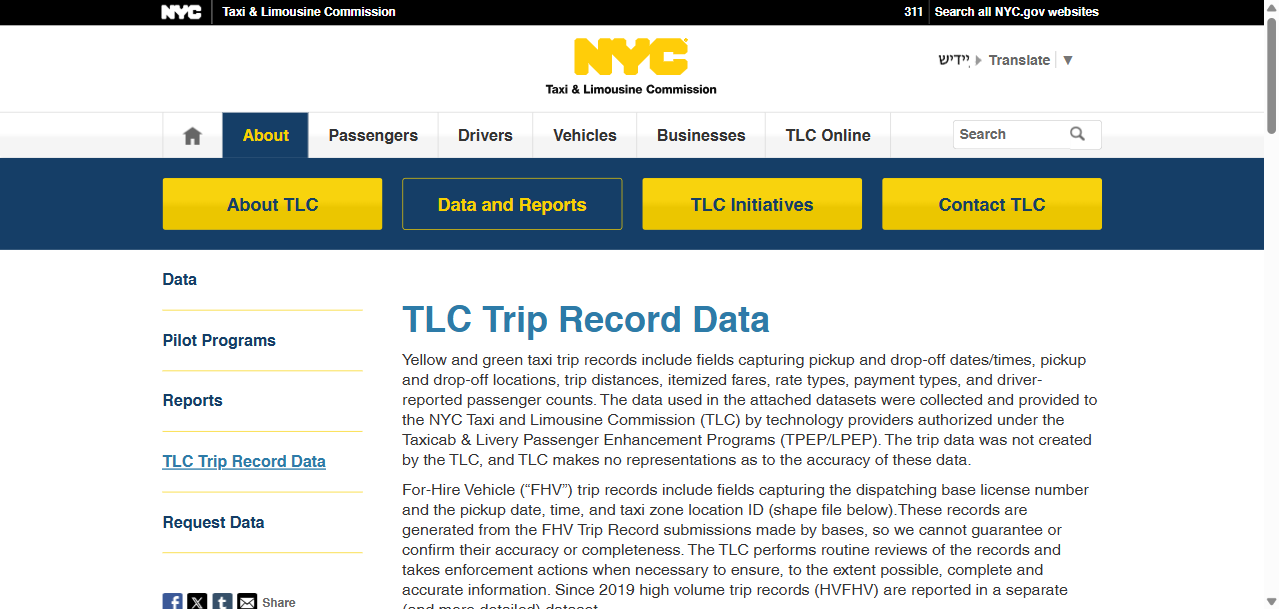 NYC Taxi & Limousine Commission 311 Search all NYC.gov websites
NYC
Taxi & Limousine Commission
יידיש Translate ▼
About Passengers Drivers Vehicles Businesses TLC Online Search
About TLC Data and Reports TLC Initiatives Contact TLC
Data
Pilot Programs
Reports
TLC Trip Record Data
Request Data
Share
TLC Trip Record Data
Yellow and green taxi trip records include fields capturing pickup and drop-off dates/times, pickup
and drop-off locations, trip distances, itemized fares, rate types, payment types, and driver-
reported passenger counts. The data used in the attached datasets were collected and provided to
the NYC Taxi and Limousine Commission (TLC) by technology providers authorized under the
Taxicab & Livery Passenger Enhancement Programs (TPEP/LPEP). The trip data was not created
by the TLC, and TLC makes no representations as to the accuracy of these data.
For-Hire Vehicle (“FHV”) trip records include fields capturing the dispatching base license number
and the pickup date, time, and taxi zone location ID (shape file below).These records are
generated from the FHV Trip Record submissions made by bases, so we cannot guarantee or
confirm their accuracy or completeness. The TLC performs routine reviews of the records and
takes enforcement actions when necessary to ensure, to the extent possible, complete and
accurate information. Since 2019 high volume trip records (HVFHV) are reported in a separate
(and more detailed) dataset.